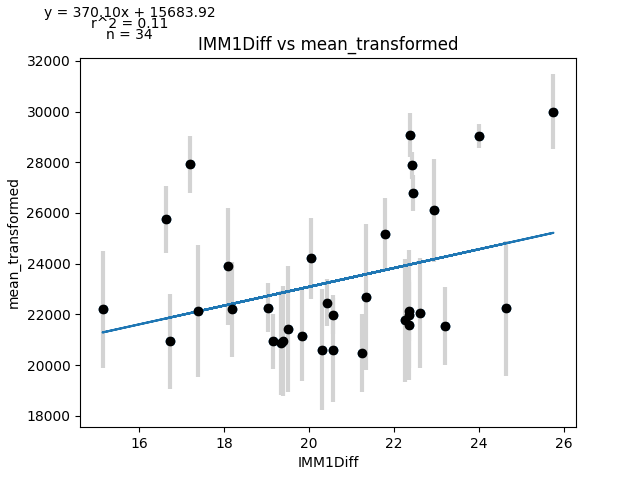 y = 370.10x + 15683.92
r^2 = 0.11
n = 34
IMM1Diff vs mean_transformed
32000
30000
28000
26000
24000
22000
20000
18000
mean_transformed
16
18
20
22
24
26
IMM1Diff